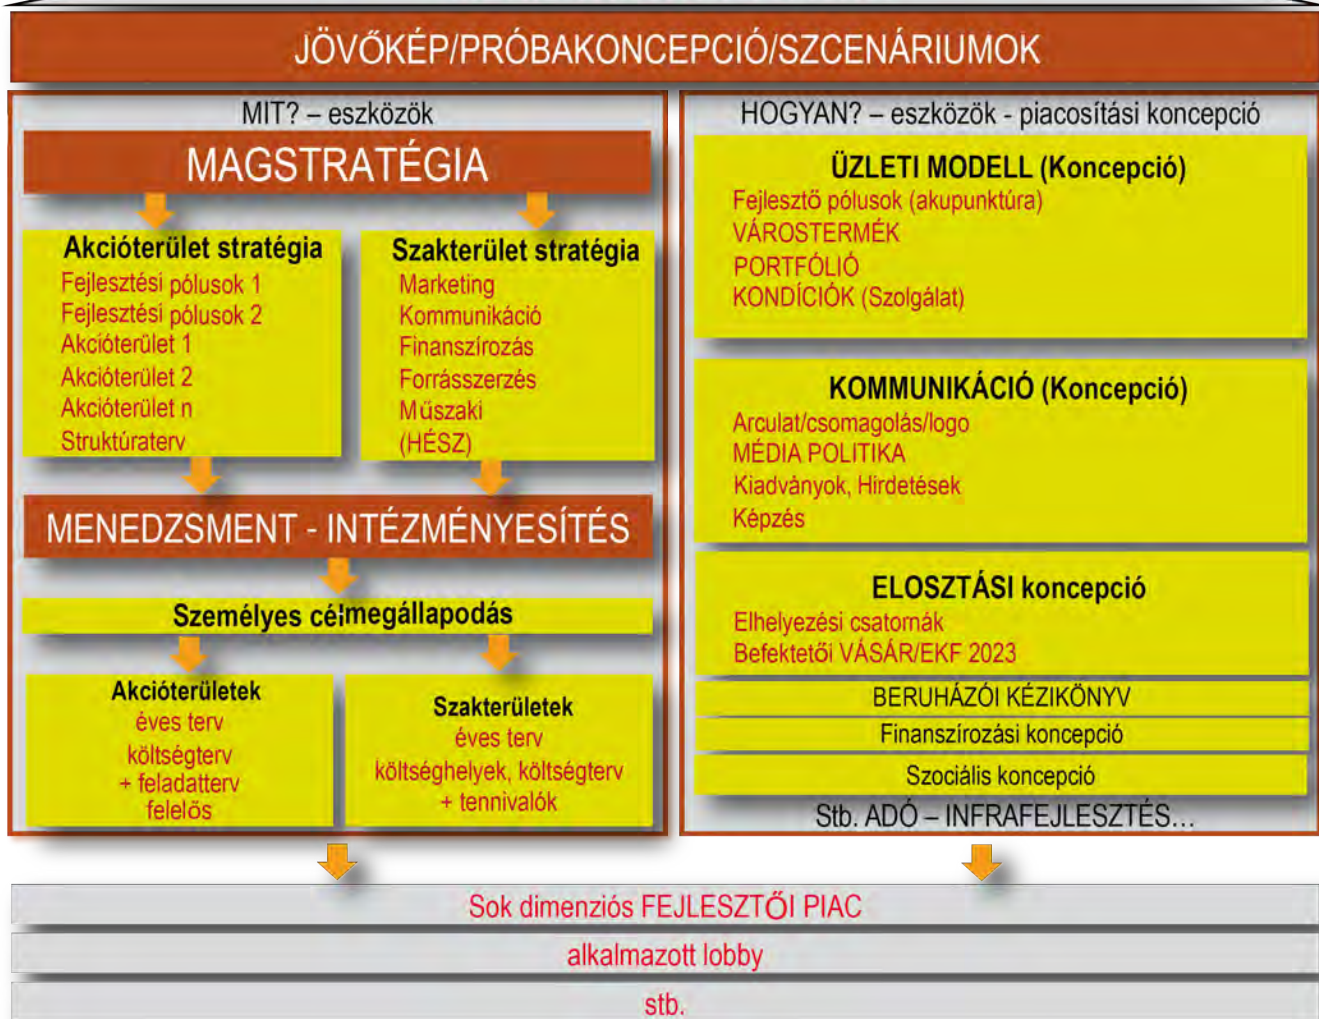 JÖVŐKÉP/PRÓBAKONCEPCIÓ/SZCENÁRIUMOK
MIT? – eszközök
MAGSTRATÉGIA
Akcióterület stratégia
Fejlesztési pólusok 1
Fejlesztési pólusok 2
Akcióterület 1
Akcióterület 2
Akcióterület n
Struktúraterv
Szakterület stratégia
Marketing
Kommunikáció
Finanszírozás
Forrásszerzés
Műszaki
(HÉSZ)
MENEDZSMENT - INTÉZMÉNYESÍTÉS
Személyes célmegállapodás
Akcióterületek
éves terv
költségterv
+ feladatterv
felelős
Szakterületek
éves terv
költséghelyek, költségterv
+ tennivalók
HOGYAN? – eszközök - piacosítási koncepció
ÜZLETI MODELL (Koncepció)
Fejlesztő pólusok (akupunktúra)
VÁROSTERMÉK
PORTFÓLIÓ
KONDÍCIÓK (Szolgálat)
KOMMUNIKÁCIÓ (Koncepció)
Arculat/csomagolás/logo
MÉDIA POLITIKA
Kiadványok, Hirdetések
Képzés
ELOSZTÁSI koncepció
Elhelyezési csatornák
Befektetői VÁSÁR/EKF 2023
BERUHÁZÓI KÉZIKÖNYV
Finanszírozási koncepció
Szociális koncepció
Stb. ADÓ – INFRAFEJLESZTÉS...
Sok dimenziós FEJLESZTŐI PIAC
alkalmazott lobby
stb.